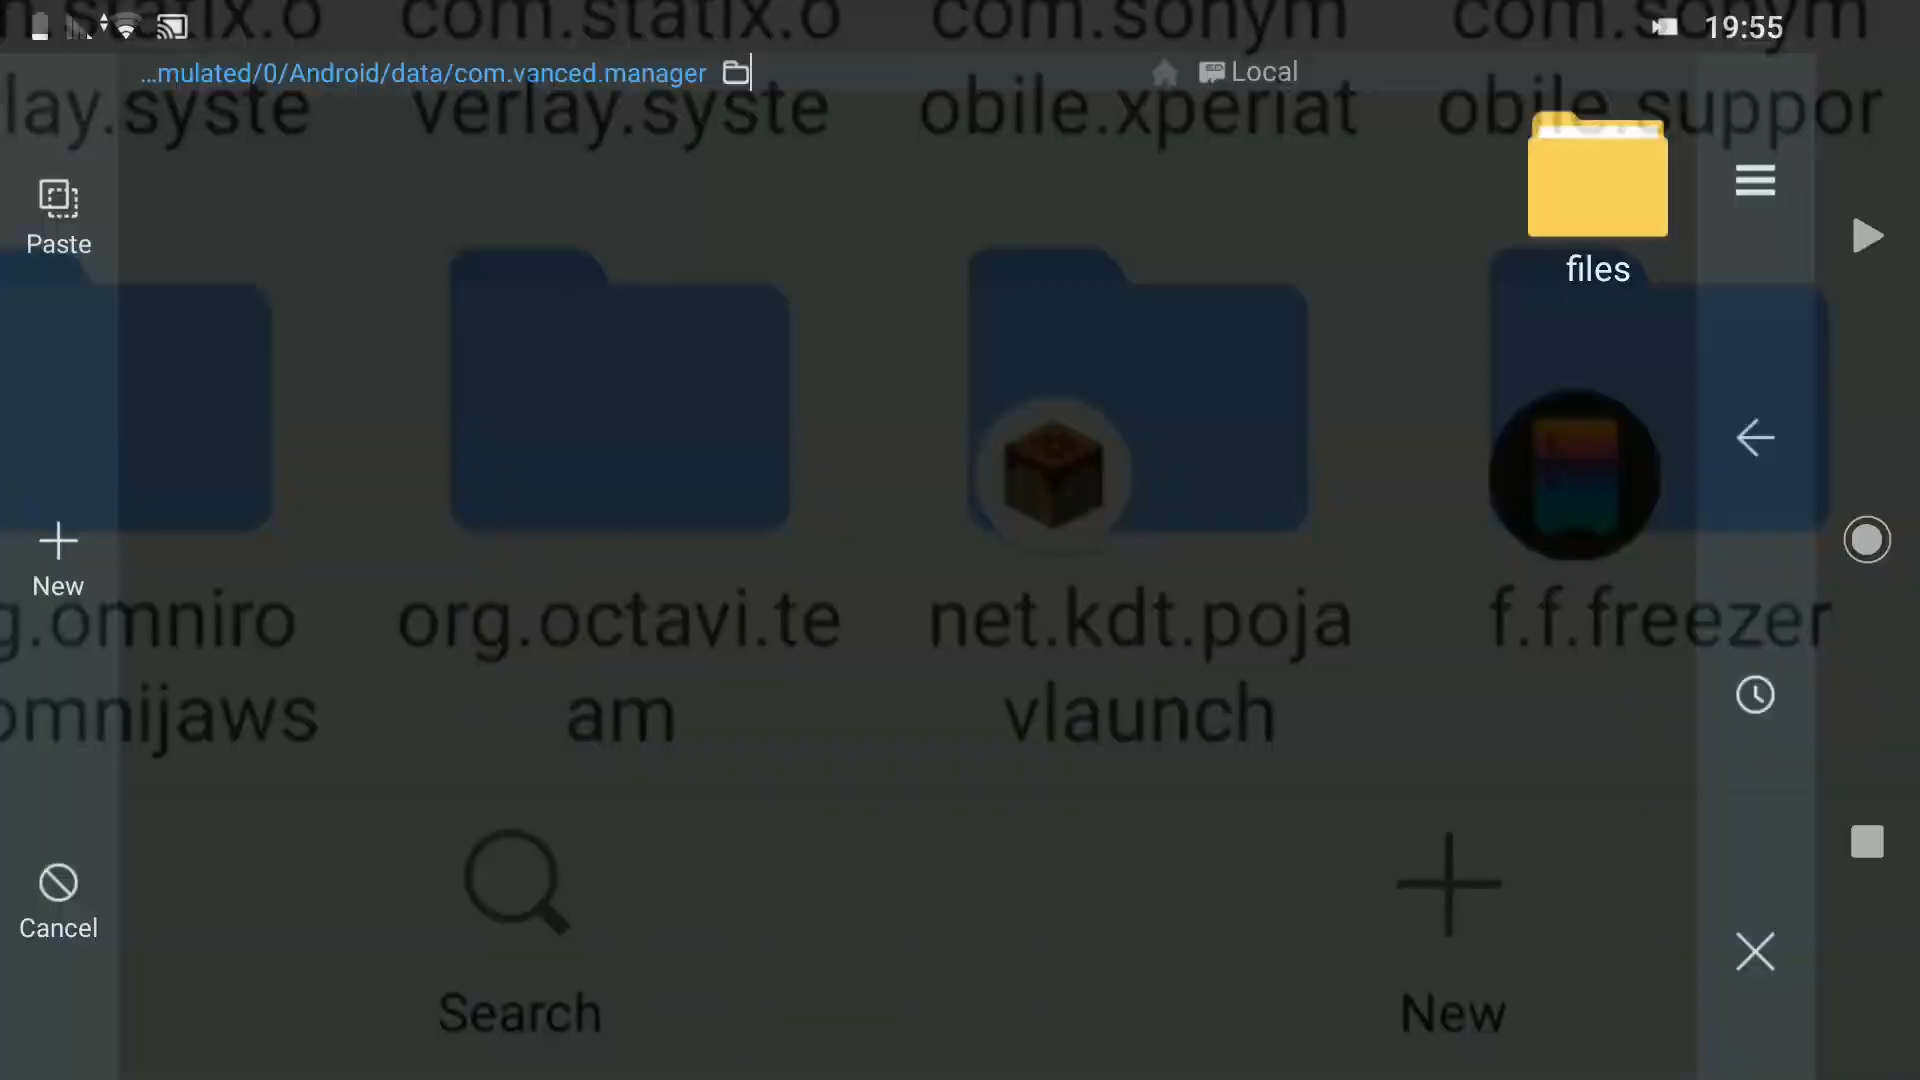 com.statix.o
com.statix.o
com.sonym
com.sonym
19:55
...mulated/0/Android/data/com.vanced.manager
Local
lay.syste
verlay.syste
obile.xperiat
obile.suppor
Paste
files
New
g.omniro
omnijaws
org.octavi.te
am
net.kdt.poja
vlaunch
f.f.freezer
Cancel
Search
New